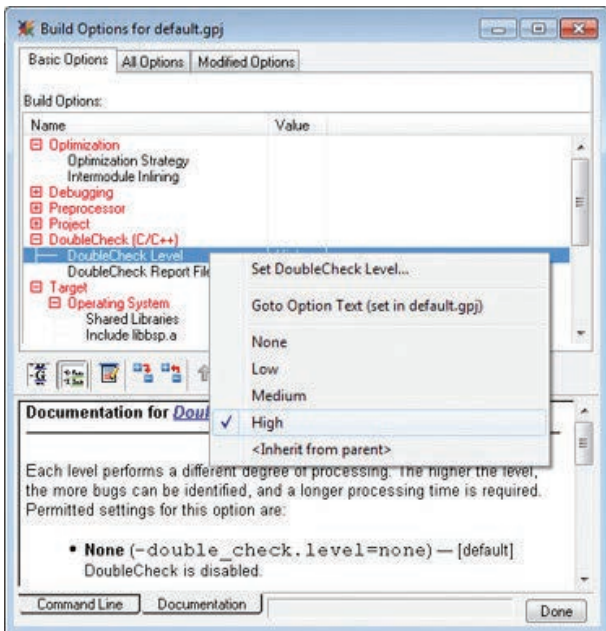 Build Options for default.gpj
Basic Options All Options Modified Options
Build Options:
Name Value
Optimization
Optimization Strategy
Intermodule Inlining
Debugging
Preprocessor
Project
DoubleCheck (C/C++)
DoubleCheck Level
DoubleCheck Report File
Target
Operating System
Shared Libraries
Include libbsp.a
Set DoubleCheck Level...
Goto Option Text (set in default.gpj)
None
Low
Medium
High
<Inherit from parent>
Documentation for
Each level performs a different degree of processing. The higher the level,
the more bugs can be identified, and a longer processing time is required.
Permitted settings for this option are:
• None (-double_check.level=none) — [default]
DoubleCheck is disabled.
Command Line Documentation
Done